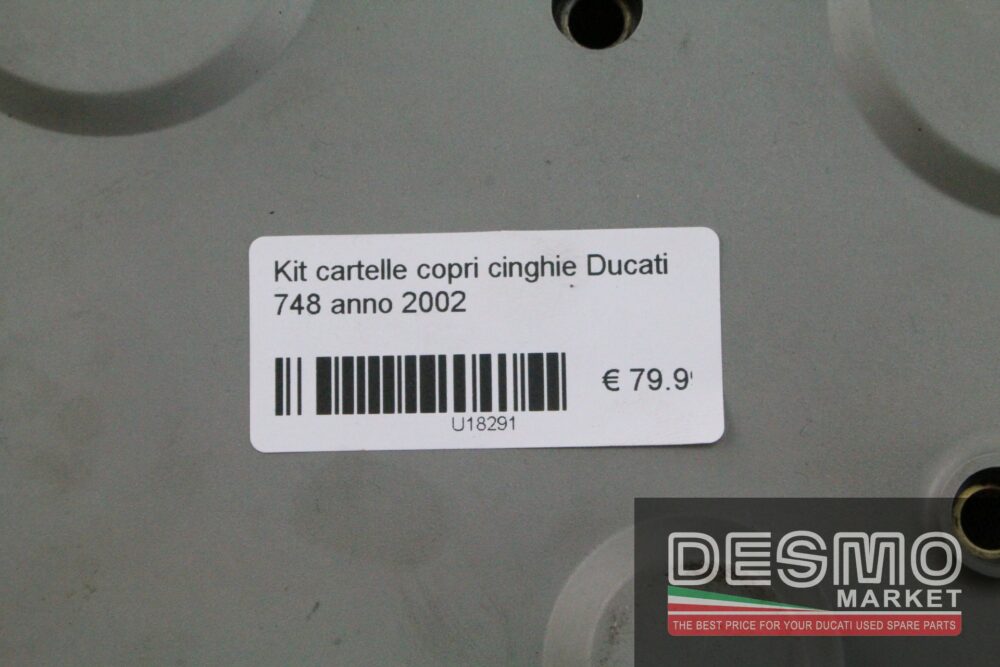 Kit cartelle copri cinghie Ducati
748 anno 2002
€ 79.9
U18291
DESMO
MARKET
THE BEST PRICE FOR YOUR DUCATI USED SPARE PARTS